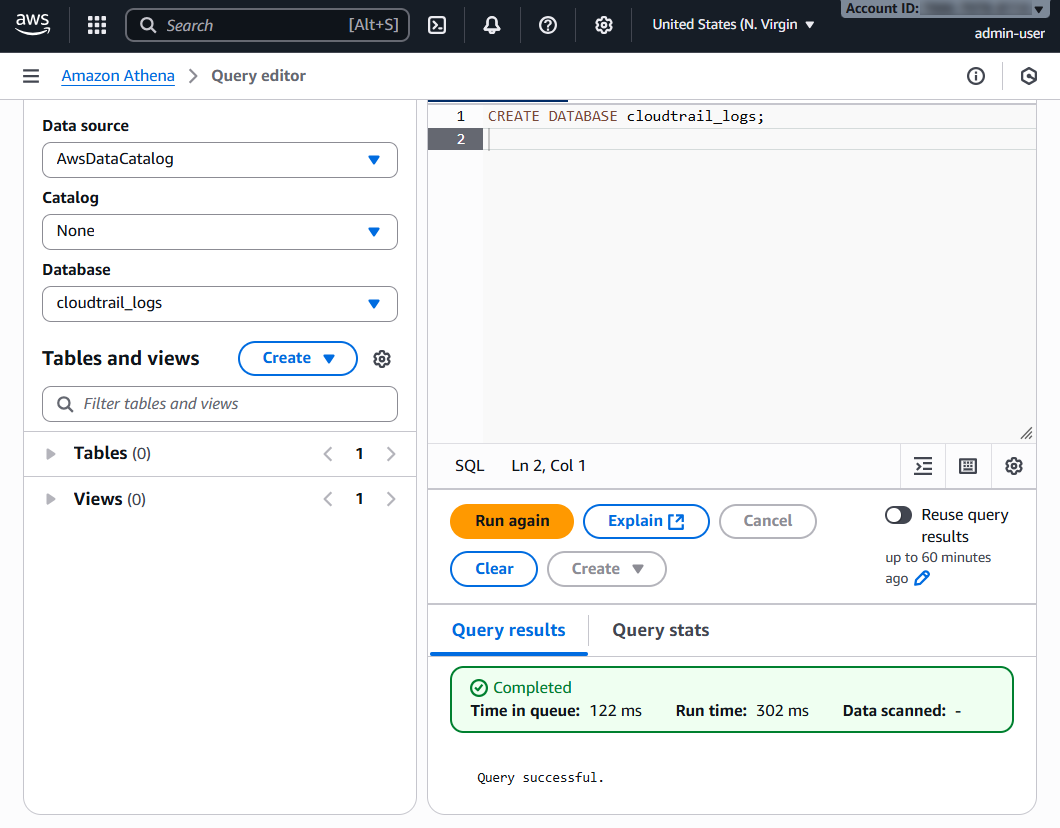 aws
Search
[Alt+S]
United States (N. Virgin
Account ID:
admin-user
Amazon Athena
Query editor
Data source
AwsDataCatalog
Catalog
None
Database
cloudtrail_logs
Tables and views
Create
Filter tables and views
Tables (0)
1
Views (0)
1
1 CREATE DATABASE cloudtrail_logs;
2
SQL
Ln 2, Col 1
Run again
Explain
Cancel
Clear
Create
Reuse query
results
up to 60 minutes
ago
Query results
Query stats
Completed
Time in queue: 122 ms
Run time: 302 ms
Data scanned: -
Query successful.